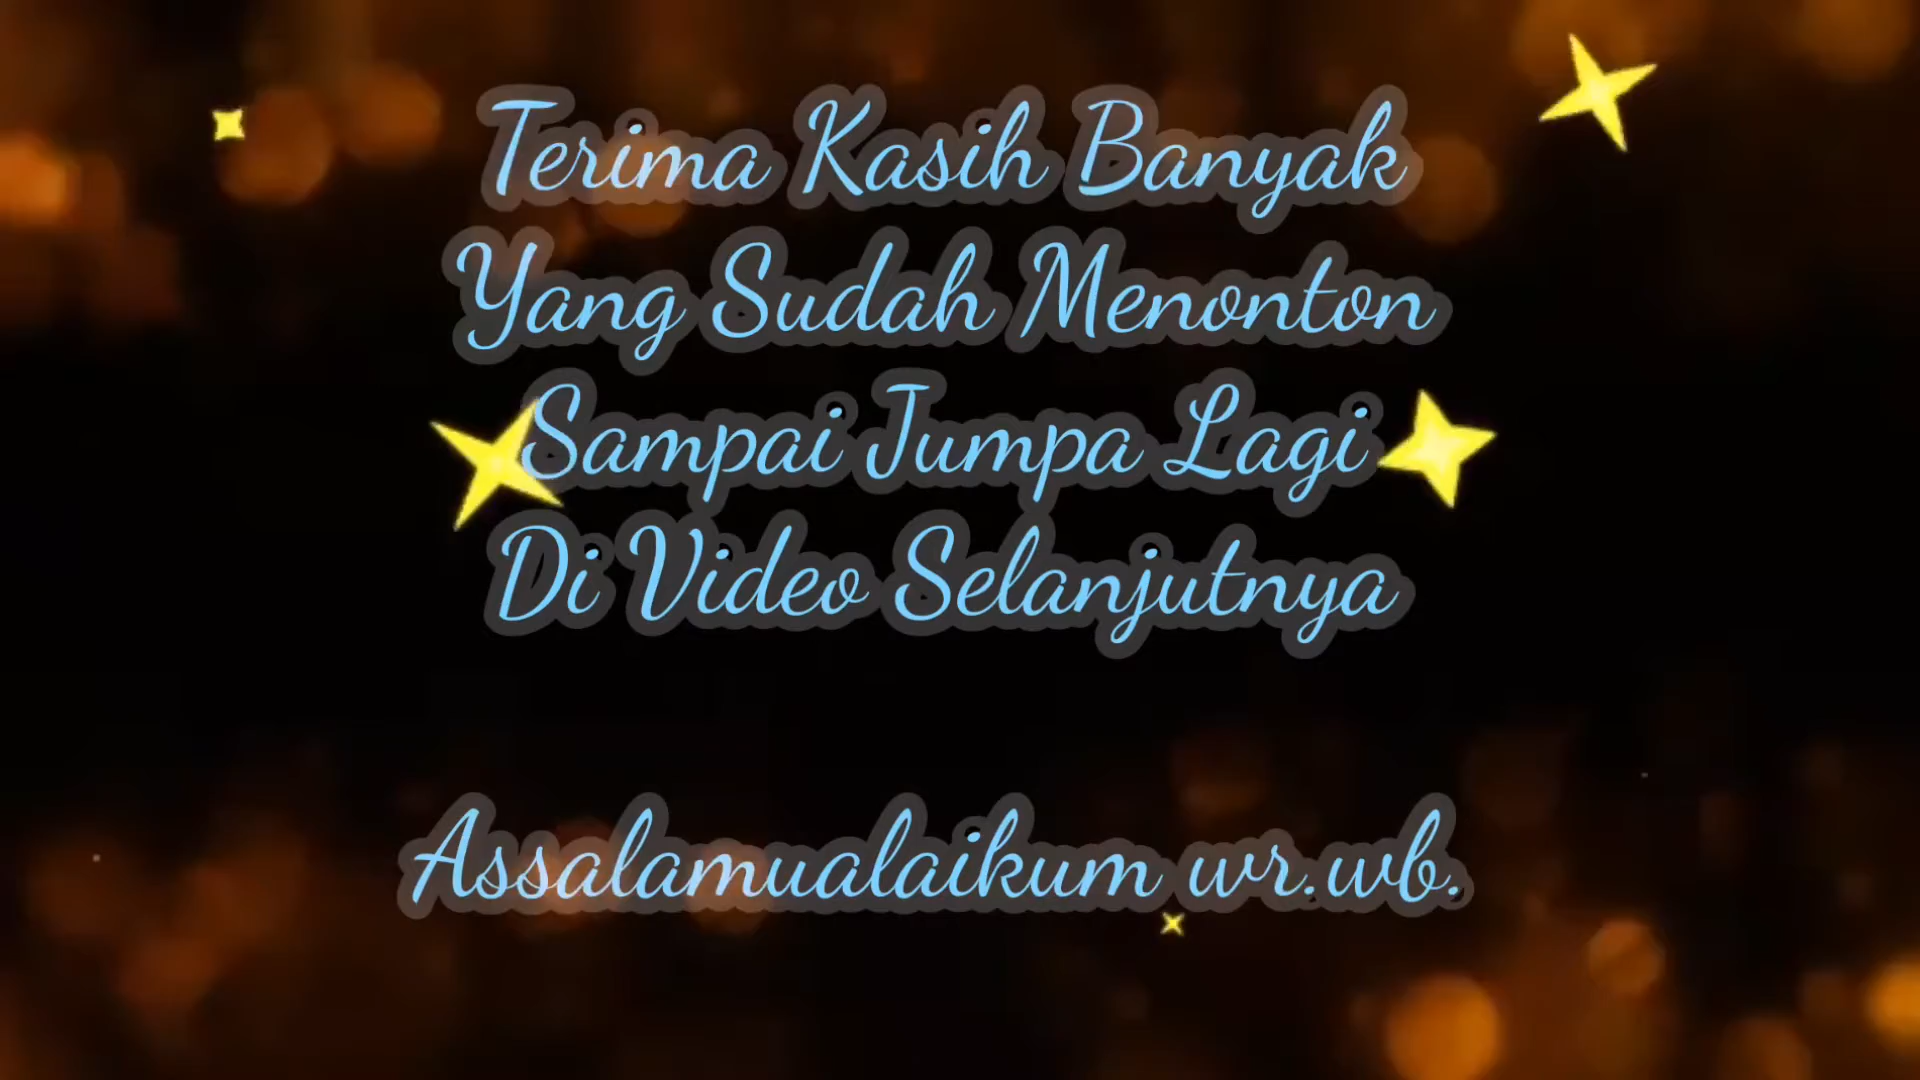 Terima Kasih Banyak
Yang Sudah Menonton
Sampai Jumpa Lagi
Di Video Selanjutnya
Assalamualaikum wr.wb.